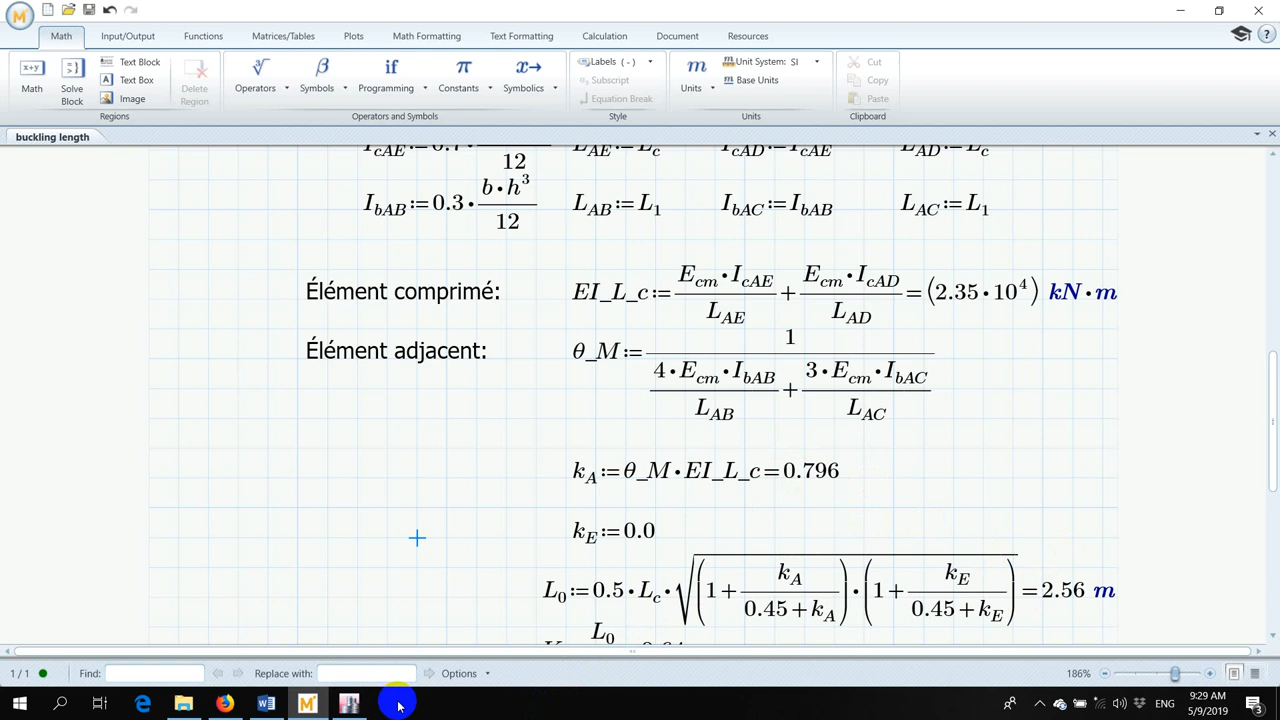 Math Input/Output Functions Matrices/Tables Plots Math Formatting Text Formatting Calculation Document Resources
Math
Solve Block
Text Block
Text Box
Image
Delete Region
Regions
Operators
Symbols
Programming
Constants
Symbolics
Operators and Symbols
Labels ( - )
Subscript
Equation Break
Style
Units
Unit System: SI
Base Units
Units
Cut
Copy
Paste
Clipboard
buckling length
12
I_bAB := 0.3 • (b • h^3)/12 L_AB := L_1 I_bAC := I_bAB L_AC := L_1
Élément comprimé: EI_L_c := (E_cm • I_cAE)/L_AE + (E_cm • I_cAD)/L_AD = (2.35 • 10^4) kN • m
Élément adjacent: θ_M := 1/((4 • E_cm • I_bAB)/L_AB + (3 • E_cm • I_bAC)/L_AC)
k_A := θ_M • EI_L_c = 0.796
k_E := 0.0
L_0 := 0.5 • L_c • √((1 + k_A/(0.45 + k_A)) • (1 + k_E/(0.45 + k_E))) = 2.56 m
L_0
1 / 1 Find: Replace with: Options 186%
ENG 9:29 AM
5/9/2019
3